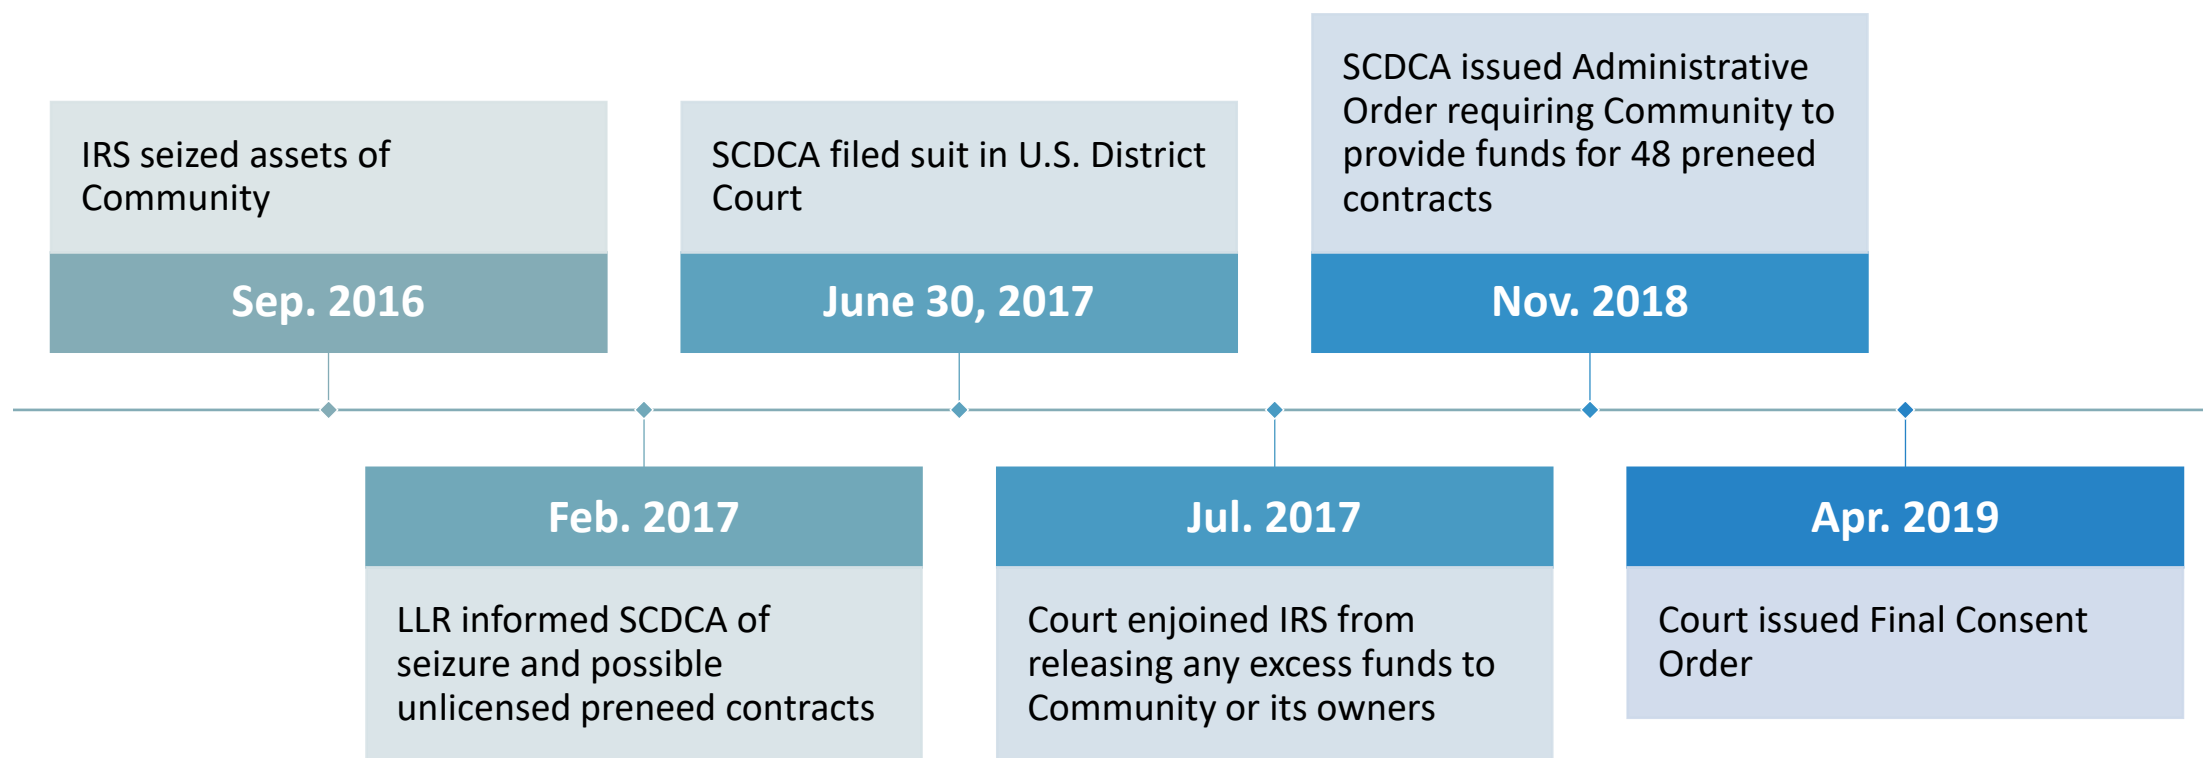 IRS seized assets of
Community
Sep. 2016
LLR informed SCDCA of
seizure and possible
unlicensed preneed contracts
Feb. 2017
SCDCA filed suit in U.S. District
Court
June 30, 2017
Jul. 2017
Court enjoined IRS from
releasing any excess funds to
Community or its owners
SCDCA issued Administrative
Order requiring Community to
provide funds for 48 preneed
contracts
Nov. 2018
Apr. 2019
Court issued Final Consent
Order